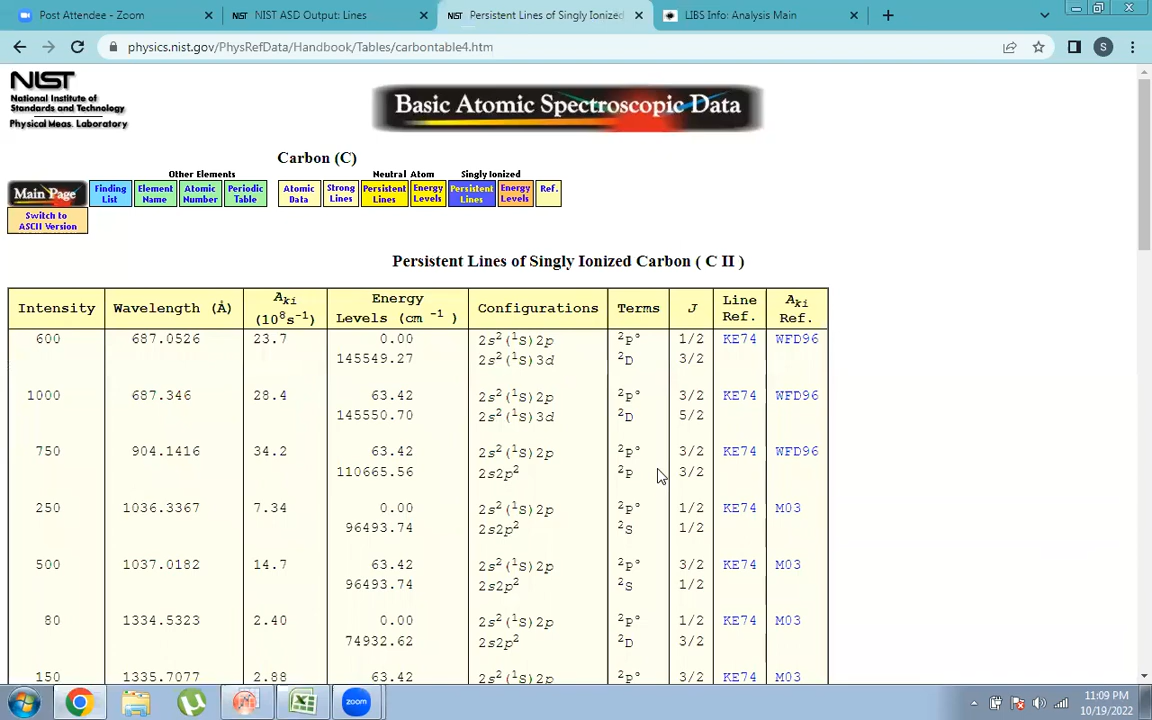 Post Attendee - Zoom
NIST ASD Output: Lines
Persistent Lines of Singly Ionized
LIBS Info: Analysis Main
physics.nist.gov/PhysRefData/Handbook/Tables/carbontable4.htm
S
NIST
National Institute of
Standards and Technology
Physical Meas. Laboratory
Basic Atomic Spectroscopic Data
Carbon (C)
Other Elements
Neutral Atom
Singly Ionized
Main Page
Finding List
Element Name
Atomic Number
Periodic Table
Atomic Data
Strong Lines
Persistent Lines
Energy Levels
Persistent Lines
Energy Levels
Ref.
Switch to
ASCII Version
Persistent Lines of Singly Ionized Carbon ( C II )
Intensity Wavelength (Å) Aki (10⁸s⁻¹) Energy Levels (cm ⁻¹ ) Configurations Terms J Line Ref. Aki Ref.
600 687.0526 23.7 0.00 2s²(¹S)2p ²P° 1/2 KE74 WFD96
145549.27 2s²(¹S)3d ²D 3/2
1000 687.346 28.4 63.42 2s²(¹S)2p ²P° 3/2 KE74 WFD96
145550.70 2s²(¹S)3d ²D 5/2
750 904.1416 34.2 63.42 2s²(¹S)2p ²P° 3/2 KE74 WFD96
110665.56 2s2p² ²P 3/2
250 1036.3367 7.34 0.00 2s²(¹S)2p ²P° 1/2 KE74 M03
96493.74 2s2p² ²S 1/2
500 1037.0182 14.7 63.42 2s²(¹S)2p ²P° 3/2 KE74 M03
96493.74 2s2p² ²S 1/2
80 1334.5323 2.40 0.00 2s²(¹S)2p ²P° 1/2 KE74 M03
74932.62 2s2p² ²D 3/2
150 1335.7077 2.88 63.42 2s²(¹S)2p ²P° 3/2 KE74 M03
zoom
11:09 PM
10/19/2022